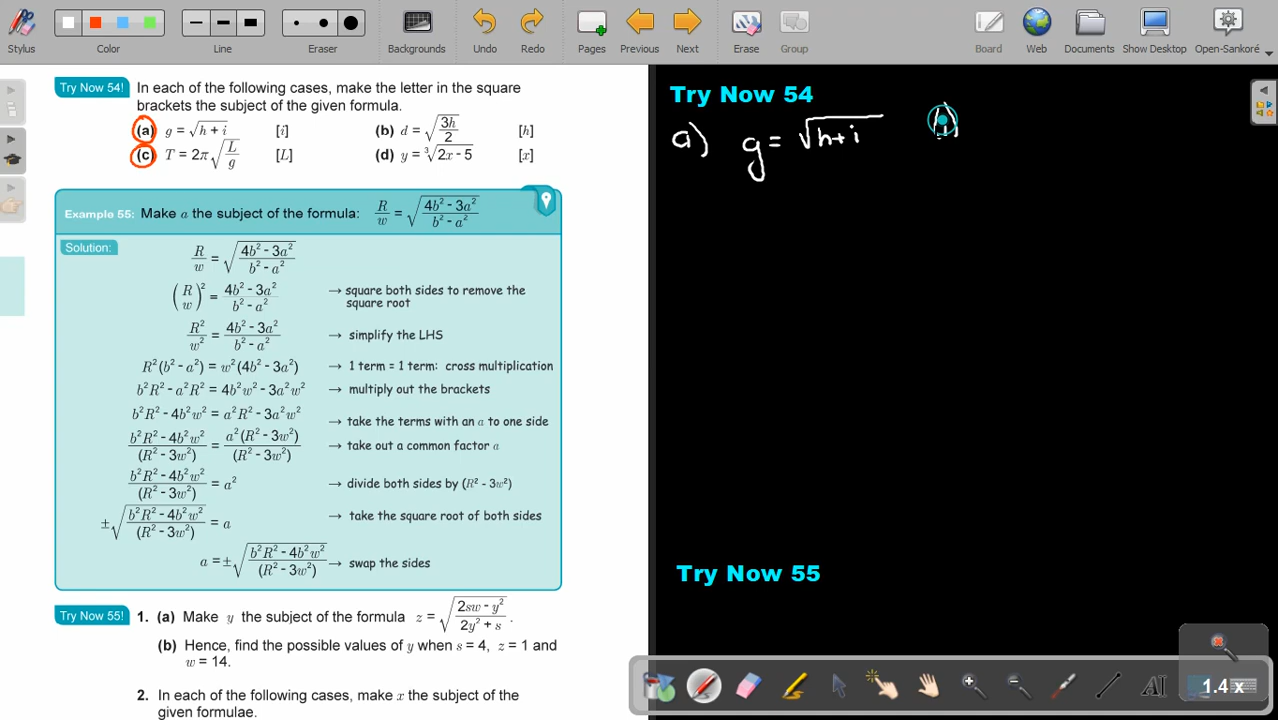 Stylus Color Line Eraser Backgrounds Undo Redo Pages Previous Next Erase Group Board Web Documents Show Desktop Open-Sankoré
Try Now 54! In each of the following cases, make the letter in the square
brackets the subject of the given formula.
(a) g = √(h + i) [i] (b) d = √(3h/2) [h]
(c) T = 2π√(L/g) [L] (d) y = ³√(2x - 5) [x]
Example 55: Make a the subject of the formula: R/w = √((4b² - 3a²)/(b² - a²))
Solution:
R/w = √((4b² - 3a²)/(b² - a²))
(R/w)² = (4b² - 3a²)/(b² - a²) → square both sides to remove the
square root
R²/w² = (4b² - 3a²)/(b² - a²) → simplify the LHS
R²(b² - a²) = w²(4b² - 3a²) → 1 term = 1 term: cross multiplication
b²R² - a²R² = 4b²w² - 3a²w² → multiply out the brackets
b²R² - 4b²w² = a²R² - 3a²w² → take the terms with an a to one side
(b²R² - 4b²w²)/(R² - 3w²) = a²(R² - 3w²)/(R² - 3w²) → take out a common factor a
(b²R² - 4b²w²)/(R² - 3w²) = a² → divide both sides by (R² - 3w²)
±√((b²R² - 4b²w²)/(R² - 3w²)) = a → take the square root of both sides
a = ±√((b²R² - 4b²w²)/(R² - 3w²)) → swap the sides
Try Now 55! 1. (a) Make y the subject of the formula z = √((2sw - y²)/(2y² + s)).
(b) Hence, find the possible values of y when s = 4, z = 1 and
w = 14.
2. In each of the following cases, make x the subject of the
given formulae.
Try Now 54
a) g = √(h+i)
Try Now 55
1.4 x